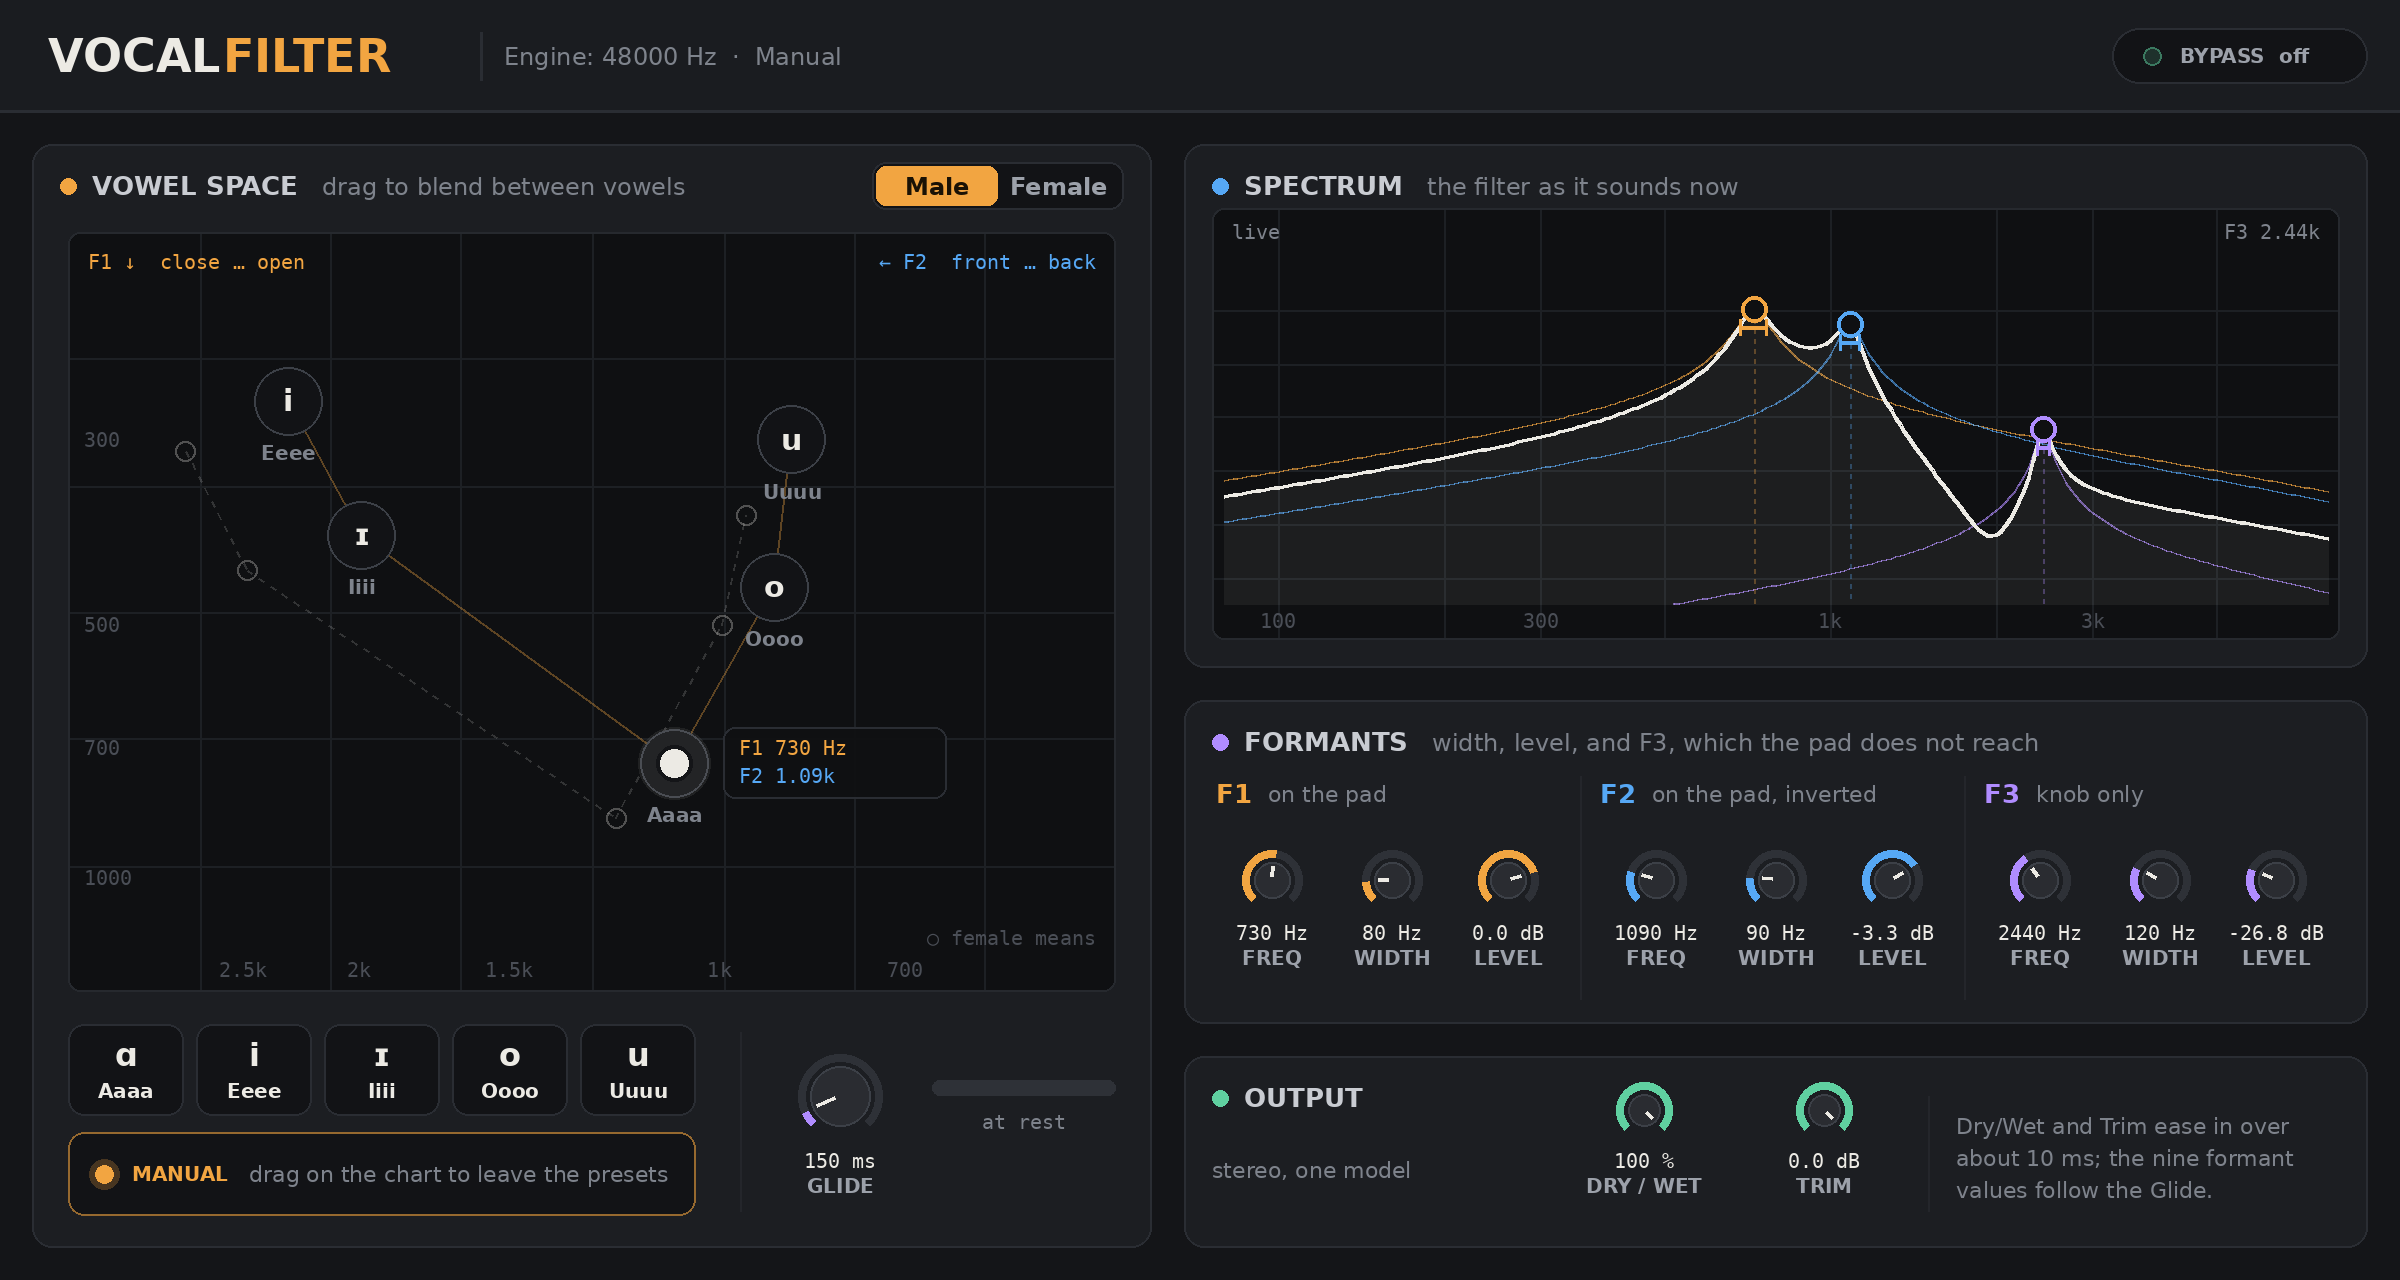 VOCALFILTER
Engine: 48000 Hz · Manual
BYPASS off
VOWEL SPACE drag to blend between vowels
Male Female
F1 ↓ close … open
← F2 front … back
i
Eeee
u
Uuuu
ɪ
Iiii
o
Oooo
F1 730 Hz
F2 1.09k
Aaaa
300
500
700
1000
○ female means
2.5k 2k 1.5k 1k 700
ɑ
Aaaa
i
Eeee
ɪ
Iiii
o
Oooo
u
Uuuu
MANUAL drag on the chart to leave the presets
150 ms
GLIDE
at rest
SPECTRUM the filter as it sounds now
live
F3 2.44k
100 300 1k 3k
FORMANTS width, level, and F3, which the pad does not reach
F1 on the pad
730 Hz 80 Hz 0.0 dB
FREQ WIDTH LEVEL
F2 on the pad, inverted
1090 Hz 90 Hz -3.3 dB
FREQ WIDTH LEVEL
F3 knob only
2440 Hz 120 Hz -26.8 dB
FREQ WIDTH LEVEL
OUTPUT
stereo, one model
100 %
DRY / WET
0.0 dB
TRIM
Dry/Wet and Trim ease in over
about 10 ms; the nine formant
values follow the Glide.